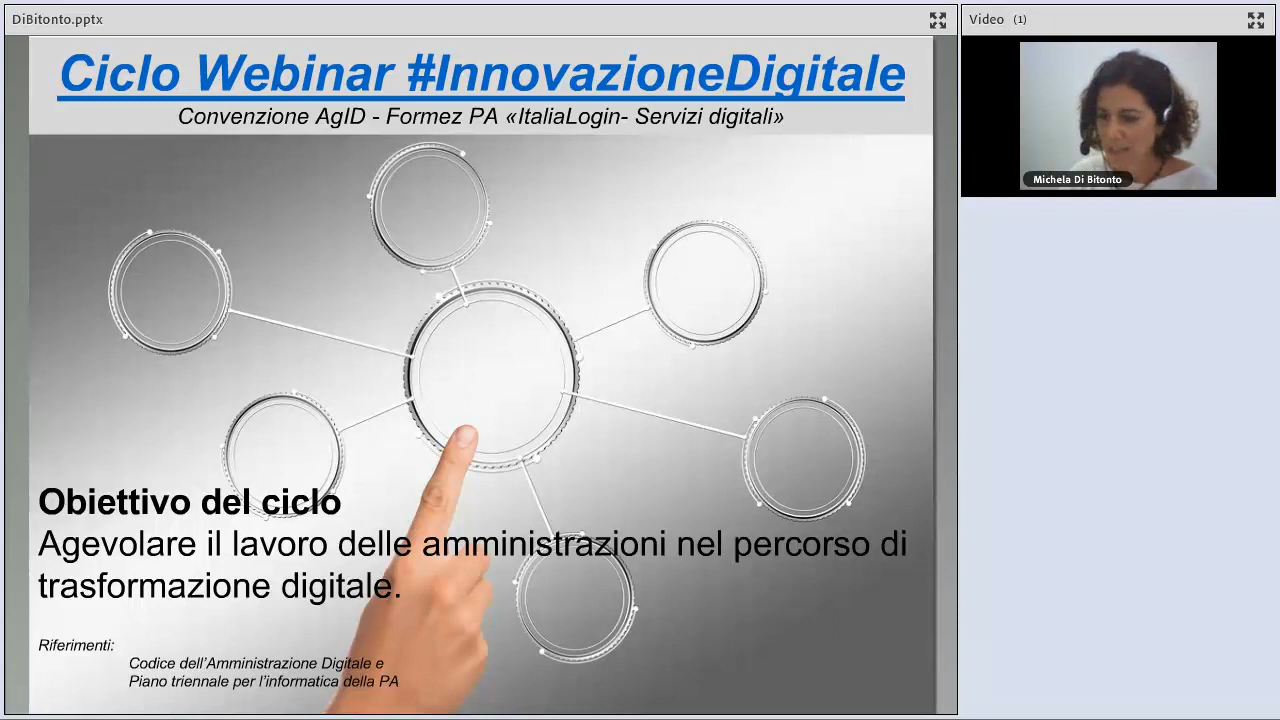 DiBitonto.pptx
Video (1)
Ciclo Webinar #InnovazioneDigitale
Convenzione AgID - Formez PA «ItaliaLogin- Servizi digitali»
Michela Di Bitonto
Obiettivo del ciclo
Agevolare il lavoro delle amministrazioni nel percorso di
trasformazione digitale.
Riferimenti:
Codice dell'Amministrazione Digitale e
Piano triennale per l'informatica della PA